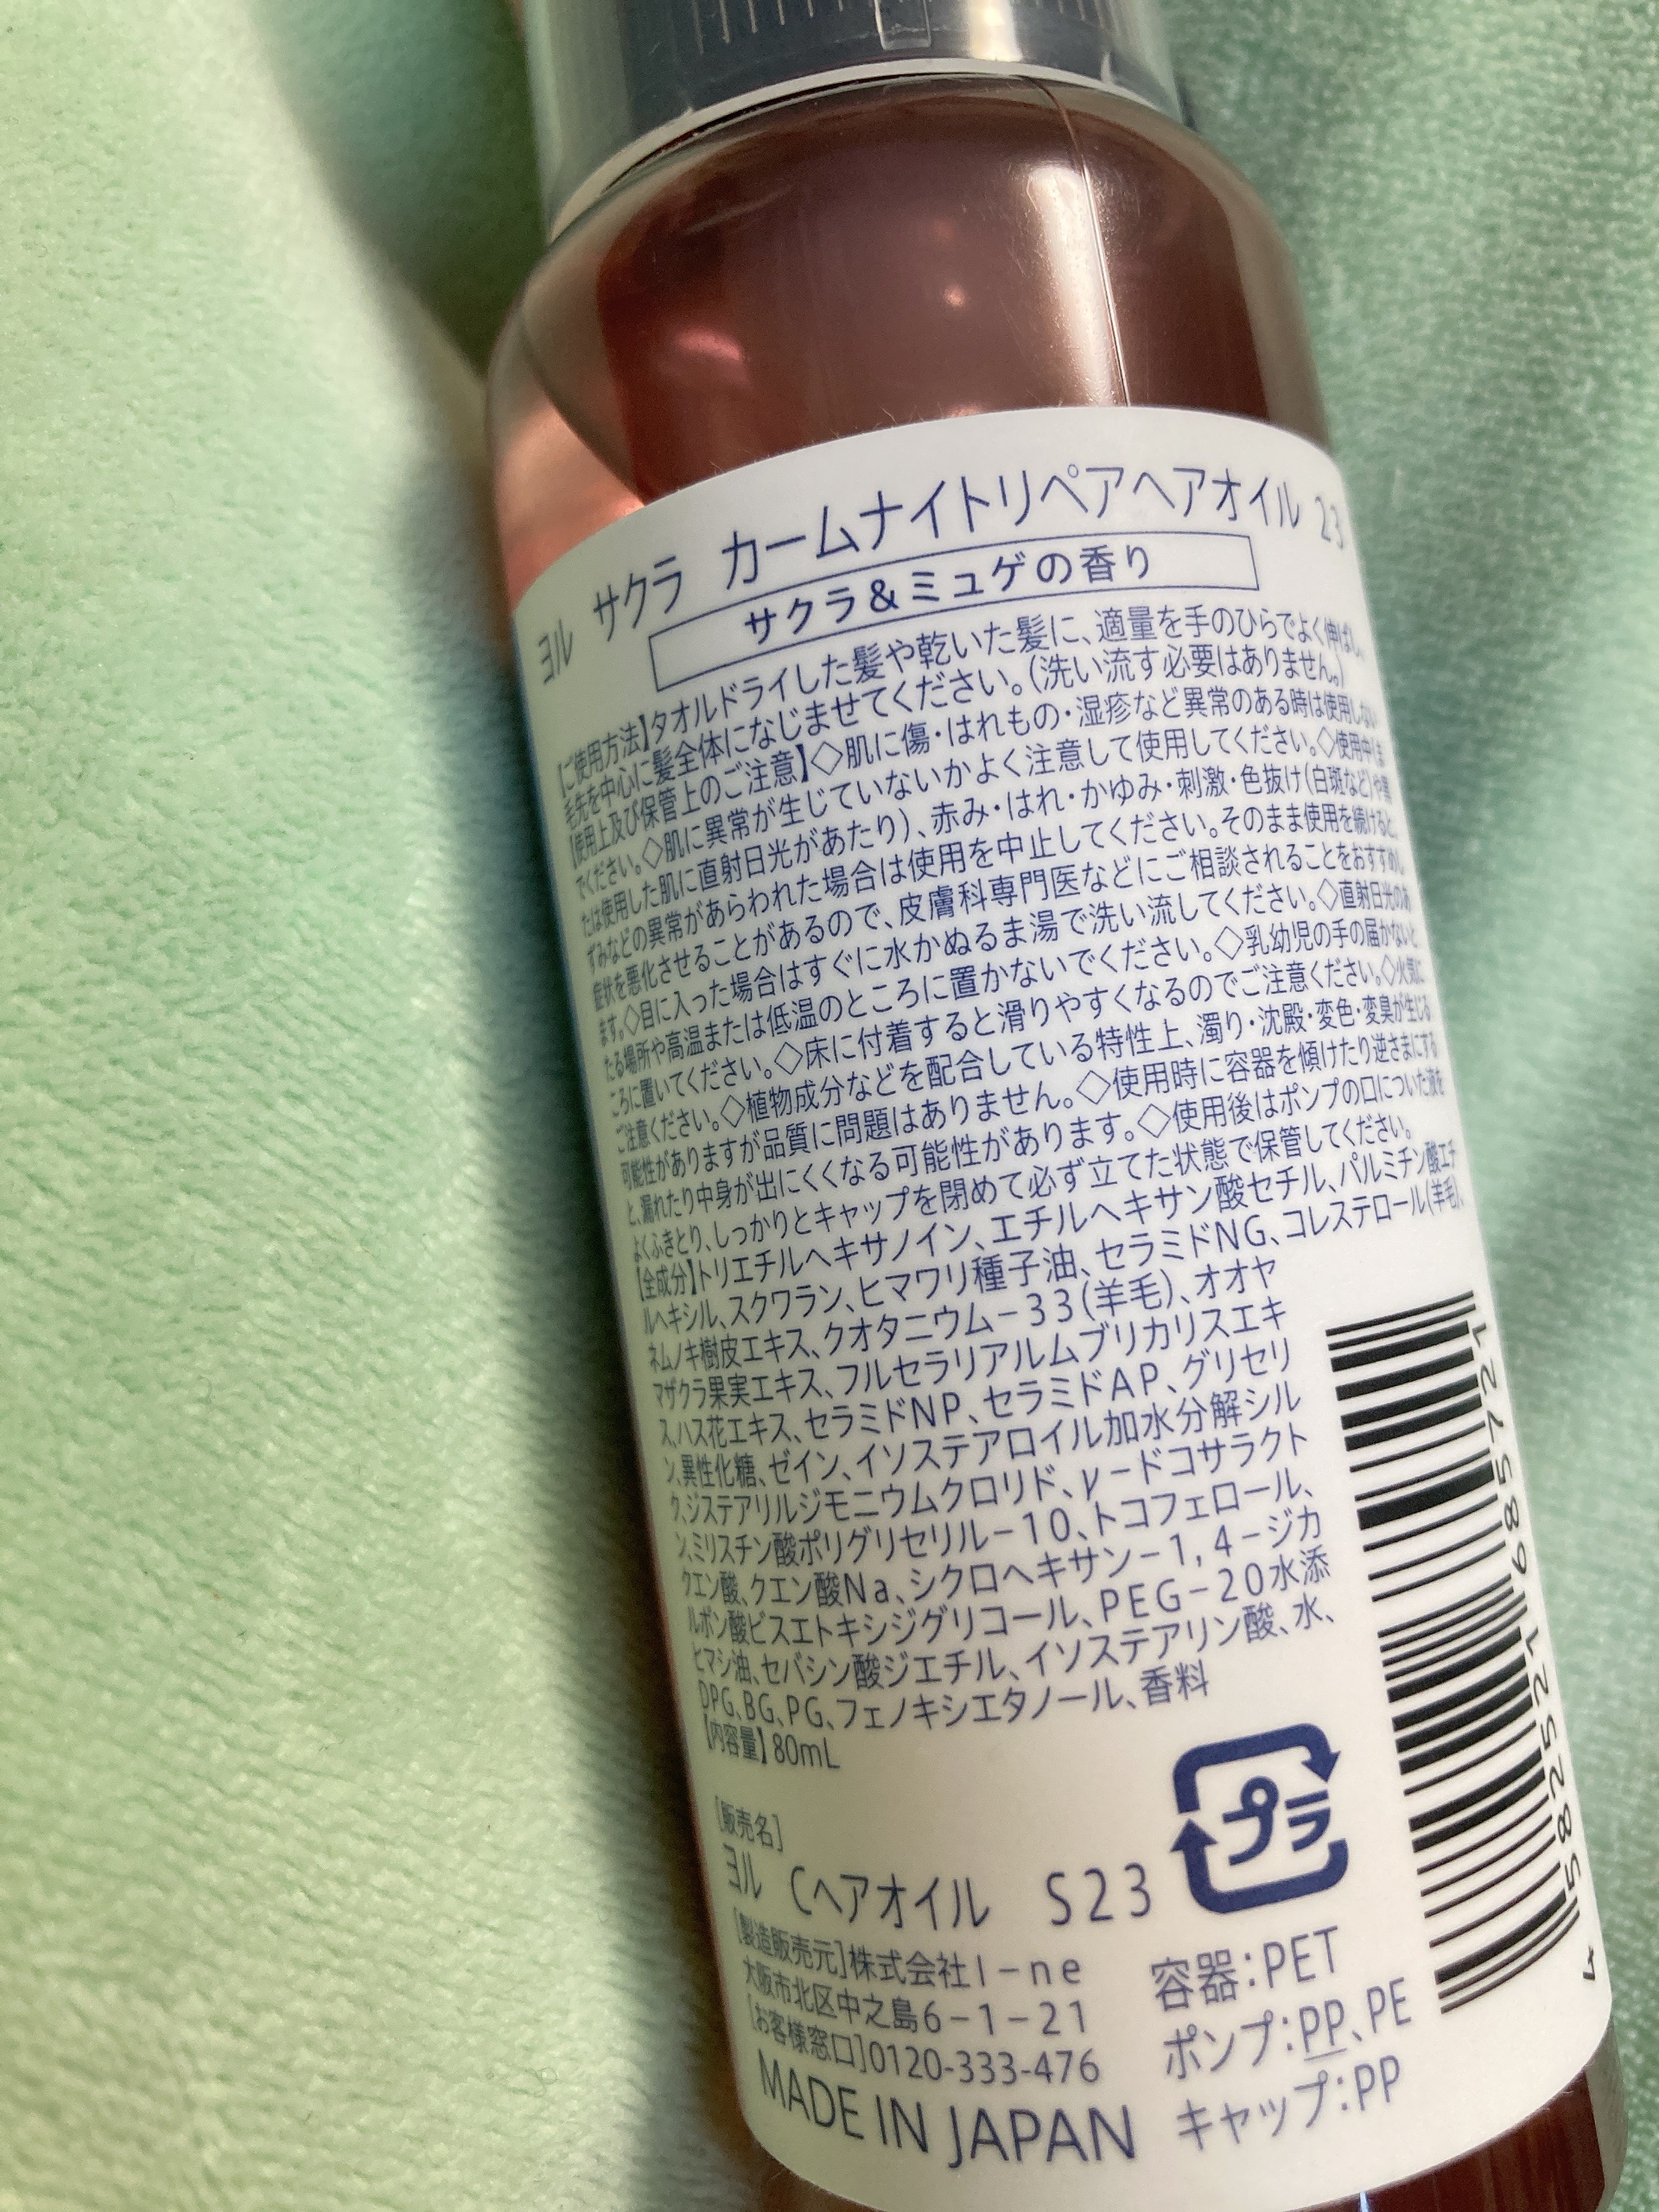 ヨル サクラ カームナイトリペアヘアオイル 23
サクラ&ミュゲの香り
【ご使用方法】タオルドライした髪や乾いた髪に、適量を手のひらでよく伸ばし、
毛先を中心に髪全体になじませてください。(洗い流す必要はありません。)
【使用上及び保管上のご注意】◇肌に傷・はれもの・湿疹など異常のある時は使用しない
でください。◇肌に異常が生じていないかよく注意して使用してください。◇使用中(ま
たは使用した肌に直射日光があたり)、赤み・はれ・かゆみ・刺激・色抜け(白斑など)や黒
ずみなどの異常があらわれた場合は使用を中止してください。そのまま使用を続けると、
症状を悪化させることがあるので、皮膚科専門医などにご相談されることをおすすめし
ます。◇目に入った場合はすぐに水かぬるま湯で洗い流してください。◇直射日光のあ
たる場所や高温または低温のところに置かないでください。◇乳幼児の手の届かないと
ころに置いてください。◇床に付着すると滑りやすくなるのでご注意ください。◇火気に
ご注意ください。◇植物成分などを配合している特性上、濁り・沈殿・変色・変臭が生じる
可能性がありますが品質に問題はありません。◇使用時に容器を傾けたり逆さまにする
と、漏れたり中身が出にくくなる可能性があります。◇使用後はポンプの口についた液を
よくふきとり、しっかりとキャップを閉めて必ず立てた状態で保管してください。
【全成分】トリエチルヘキサノイン、エチルヘキサン酸セチル、パルミチン酸エチ
ルヘキシル、スクワラン、ヒマワリ種子油、セラミドNG、コレステロール(羊毛)、
ネムノキ樹皮エキス、クオタニウム-33(羊毛)、オオヤ
マザクラ果実エキス、フルセラリアルムブリカリスエキ
ス、ハス花エキス、セラミドNP、セラミドAP、グリセリ
ン、異性化糖、ゼイン、イソステアロイル加水分解シル
ク、ジステアリルジモニウムクロリド、γ-ドコサラクト
ン、ミリスチン酸ポリグリセリル-10、トコフェロール、
クエン酸、クエン酸Na、シクロヘキサン-1,4-ジカ
ルボン酸ビスエトキシジグリコール、PEG-20水添
ヒマシ油、セバシン酸ジエチル、イソステアリン酸、水、
DPG、BG、PG、フェノキシエタノール、香料
【内容量】80mL
[販売名]
ヨル Cヘアオイル S23
プラ
[製造販売元]株式会社I-ne
大阪市北区中之島6-1-21
[お客様窓口]0120-333-476
MADE IN JAPAN
容器:PET
ポンプ:PP、PE
キャップ:PP